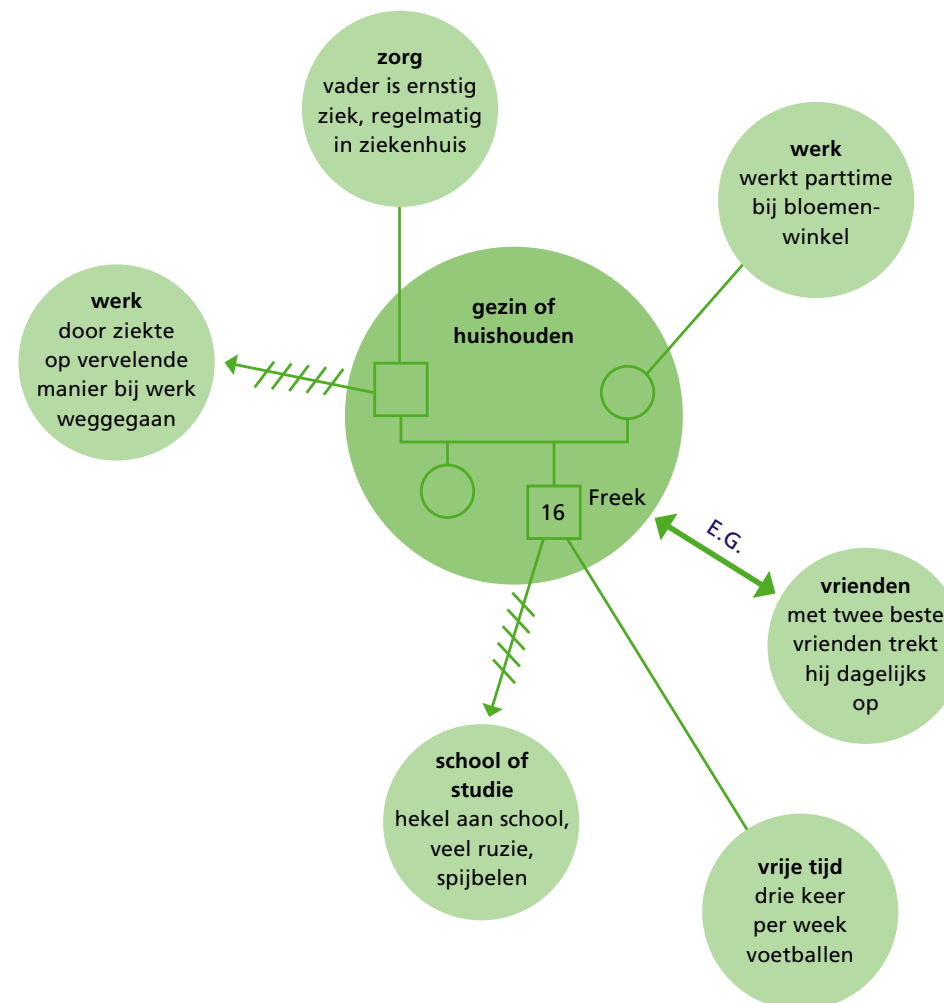 zorg
vader is ernstig
ziek, regelmatig
in ziekenhuis
werk
werkt parttime
bij bloemen-
winkel
werk
door ziekte
op vervelende
manier bij werk
weggegaan
gezin of
huishouden
16
Freek
E.G.
vrienden
met twee beste
vrienden trekt
hij dagelijks
op
school of
studie
hekel aan school,
veel ruzie,
spijbelen
vrije tijd
drie keer
per week
voetballen